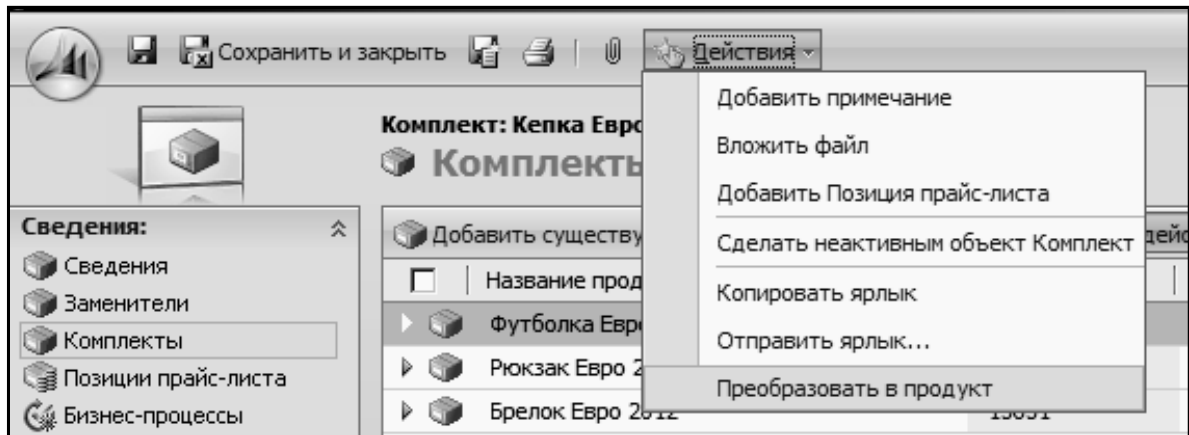 Сохранить и закрыть
Действия
Добавить примечание
Вложить файл
Добавить Позиция прайс-листа
Сделать неактивным объект Комплект
Копировать ярлык
Отправить ярлык...
Преобразовать в продукт
Комплект: Кепка Евро
Комплекты
Сведения:
Сведения
Заменители
Комплекты
Позиции прайс-листа
Бизнес-процессы
Добавить существу
Название прод
Футболка Евро
Рюкзак Евро 2
Брелок Евро 2012